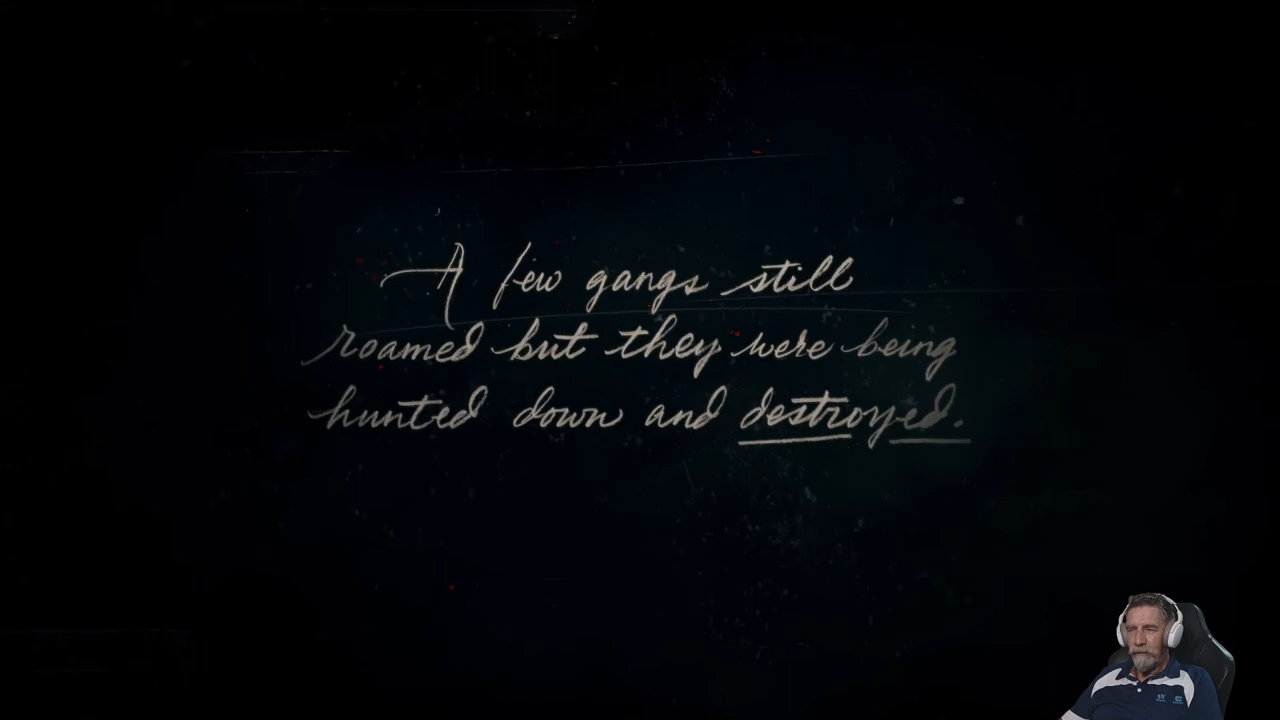 A few gangs still
roamed but they were being
hunted down and destroyed.